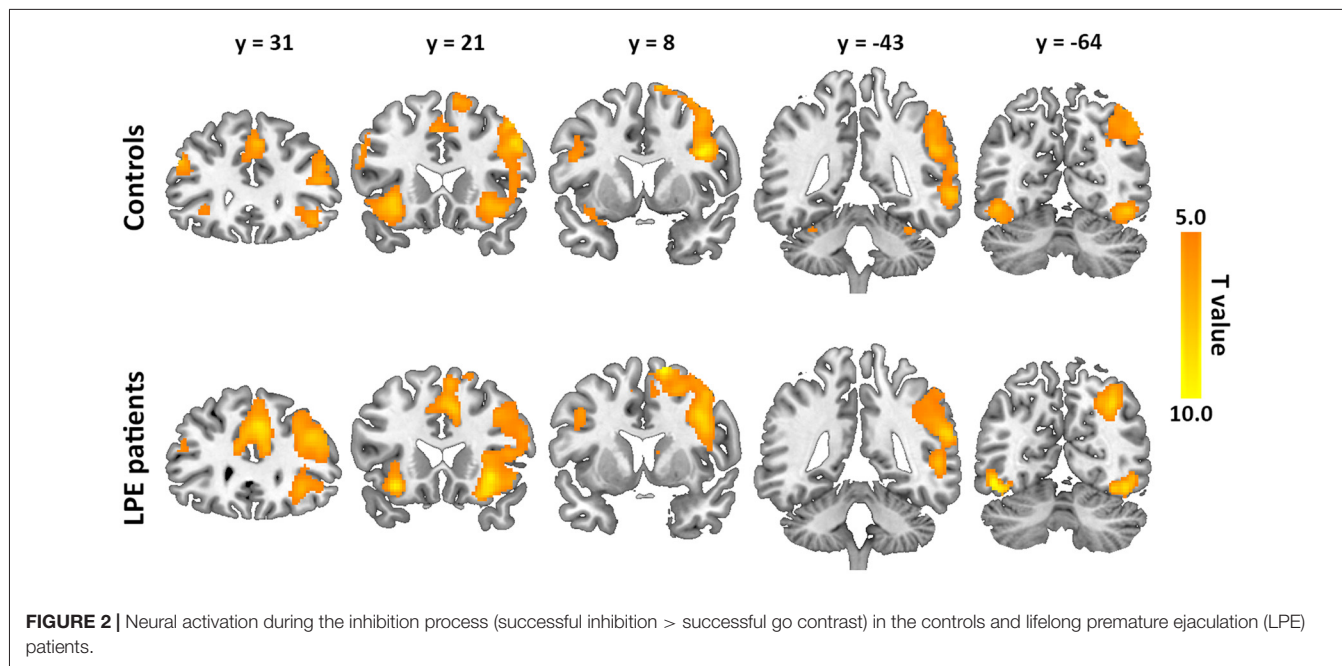 y = 31 y = 21 y = 8 y = -43 y = -64
Controls
LPE patients
5.0
T value
10.0
FIGURE 2 | Neural activation during the inhibition process (successful inhibition > successful go contrast) in the controls and lifelong premature ejaculation (LPE)
patients.